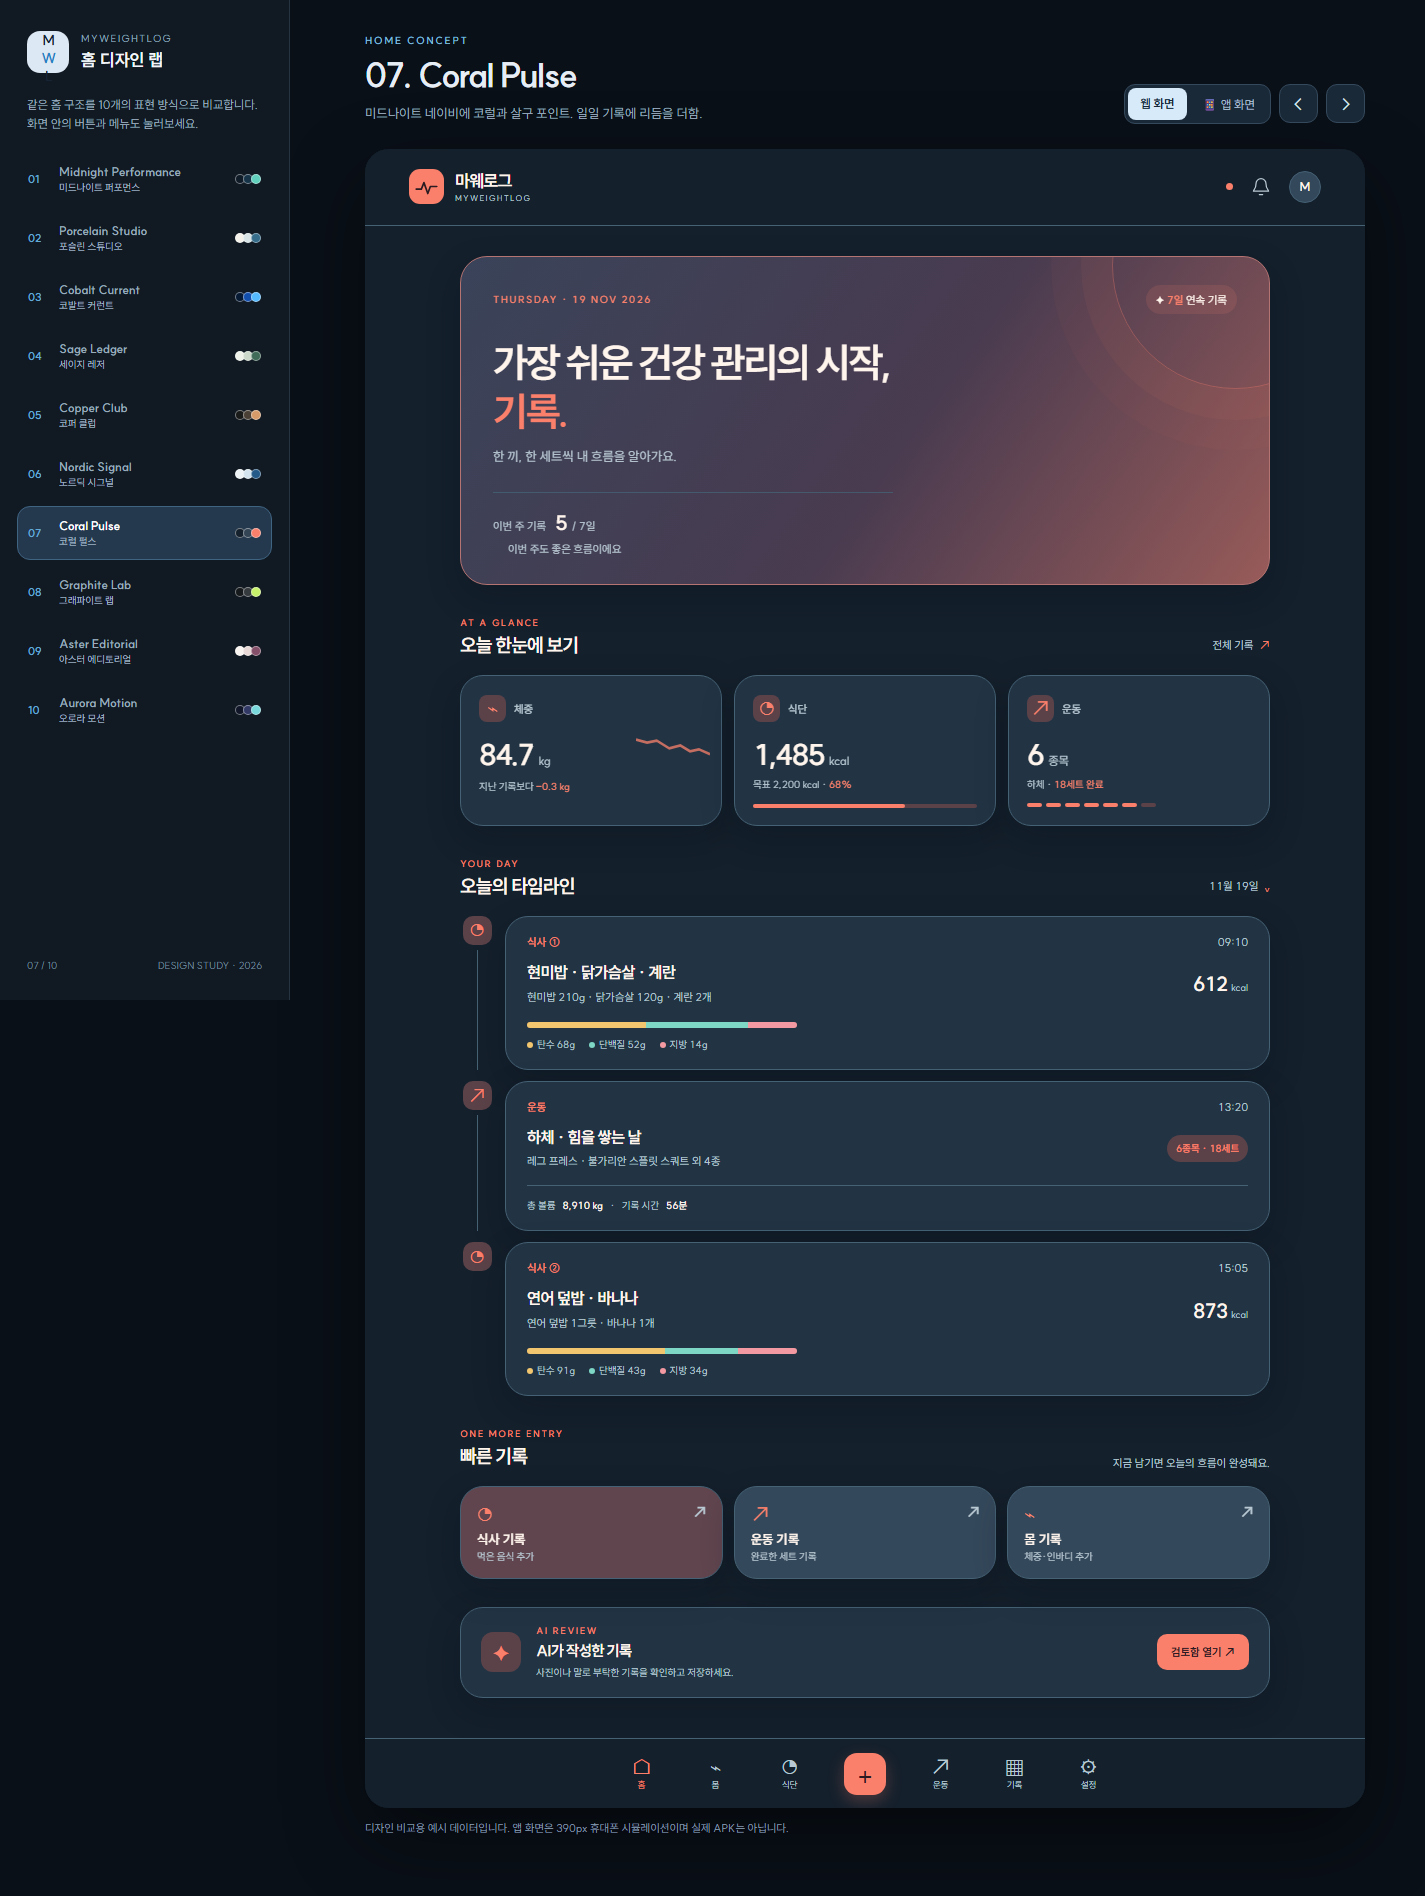 M
W
L
MYWEIGHTLOG
홈 디자인 랩
같은 홈 구조를 10개의 표현 방식으로 비교합니다.
화면 안의 버튼과 메뉴도 눌러보세요.
01
Midnight Performance
미드나이트 퍼포먼스
02
Porcelain Studio
포슬린 스튜디오
03
Cobalt Current
코발트 커런트
04
Sage Ledger
세이지 레저
05
Copper Club
코퍼 클럽
06
Nordic Signal
노르딕 시그널
07
Coral Pulse
코럴 펄스
08
Graphite Lab
그래파이트 랩
09
Aster Editorial
아스터 에디토리얼
10
Aurora Motion
오로라 모션
07 / 10
DESIGN STUDY · 2026
HOME CONCEPT
07. Coral Pulse
미드나이트 네이비에 코럴과 살구 포인트. 일일 기록에 리듬을 더함.
웹 화면
앱 화면
마웨로그
MYWEIGHTLOG
M
THURSDAY · 19 NOV 2026
✦ 7일 연속 기록
가장 쉬운 건강 관리의 시작,
기록.
한 끼, 한 세트씩 내 흐름을 알아가요.
이번 주 기록 5 / 7일
이번 주도 좋은 흐름이에요
AT A GLANCE
오늘 한눈에 보기
전체 기록 ↗
체중
84.7 kg
지난 기록보다 −0.3 kg
식단
1,485 kcal
목표 2,200 kcal · 68%
운동
6 종목
하체 · 18세트 완료
YOUR DAY
오늘의 타임라인
11월 19일 ˅
식사 ①
09:10
현미밥 · 닭가슴살 · 계란
현미밥 210g · 닭가슴살 120g · 계란 2개
612 kcal
탄수 68g
단백질 52g
지방 14g
운동
13:20
하체 · 힘을 쌓는 날
레그 프레스 · 불가리안 스플릿 스쿼트 외 4종
6종목 · 18세트
총 볼륨 8,910 kg · 기록 시간 56분
식사 ②
15:05
연어 덮밥 · 바나나
연어 덮밥 1그릇 · 바나나 1개
873 kcal
탄수 91g
단백질 43g
지방 34g
ONE MORE ENTRY
빠른 기록
지금 남기면 오늘의 흐름이 완성돼요.
식사 기록
먹은 음식 추가
운동 기록
완료한 세트 기록
몸 기록
체중·인바디 추가
AI REVIEW
AI가 작성한 기록
사진이나 말로 부탁한 기록을 확인하고 저장하세요.
검토함 열기 ↗
홈
몸
식단
+
운동
기록
설정
디자인 비교용 예시 데이터입니다. 앱 화면은 390px 휴대폰 시뮬레이션이며 실제 APK는 아닙니다.